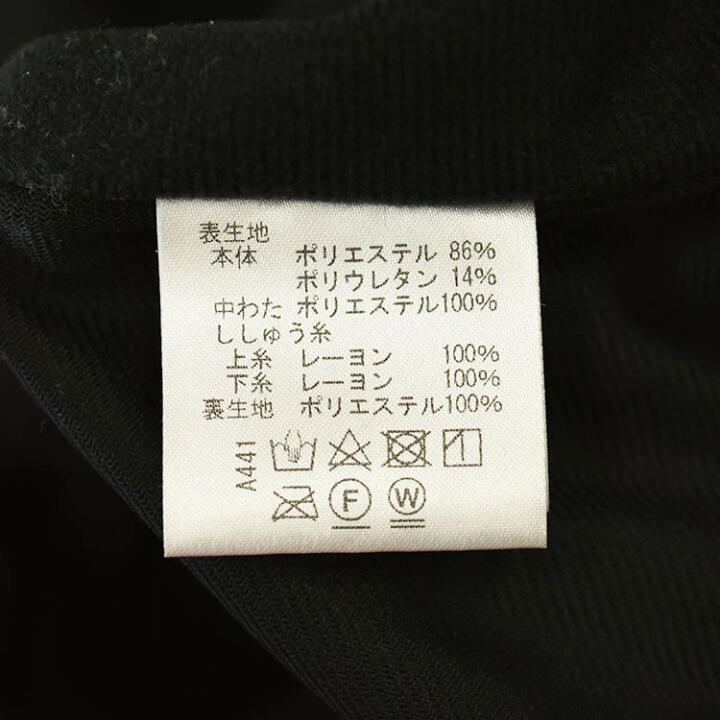 表生地
本体 ポリエステル 86%
ポリウレタン 14%
中わた ポリエステル100%
ししゅう糸
上糸 レーヨン 100%
下糸 レーヨン 100%
裏生地 ポリエステル100%
A441
F W